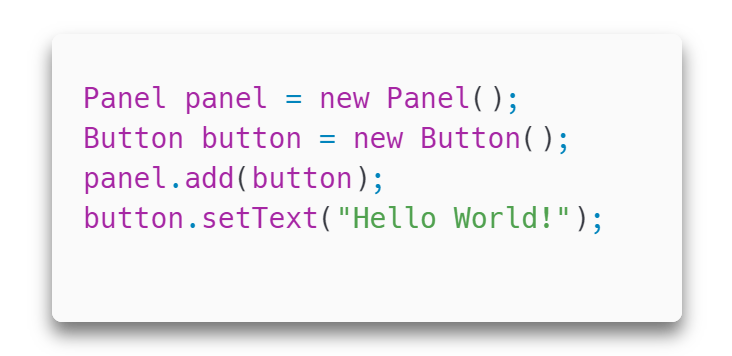 Panel panel = new Panel();
Button button = new Button();
panel.add(button);
button.setText("Hello World!");